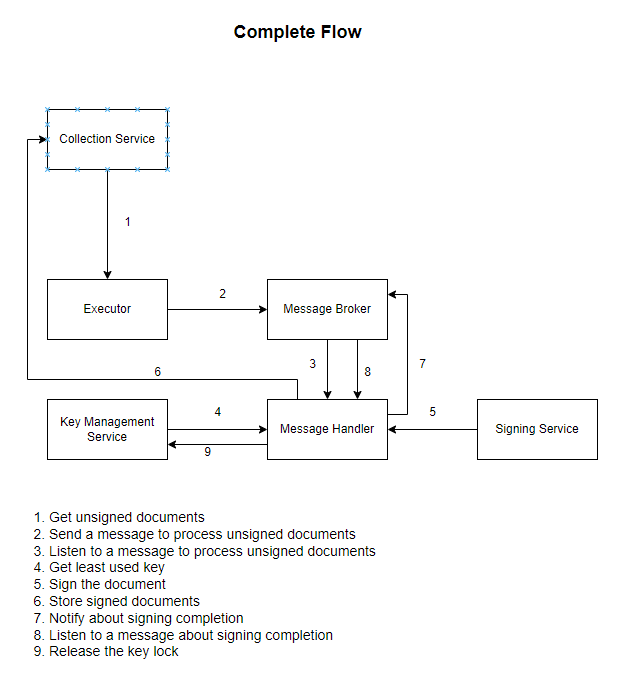 Complete Flow
Collection Service
1
Executor
2
Message Broker
3
8
7
6
Key Management
Service
4
9
Message Handler
5
Signing Service
1. Get unsigned documents
2. Send a message to process unsigned documents
3. Listen to a message to process unsigned documents
4. Get least used key
5. Sign the document
6. Store signed documents
7. Notify about signing completion
8. Listen to a message about signing completion
9. Release the key lock